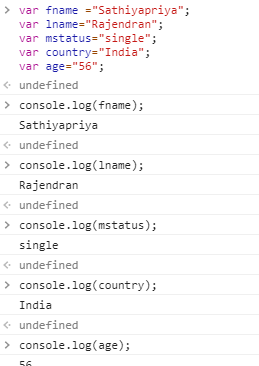 > var fname ="Sathiyapriya";
var lname="Rajendran";
var mstatus="single";
var country="India";
var age="56";
undefined
> console.log(fname);
Sathiyapriya
undefined
> console.log(lname);
Rajendran
undefined
> console.log(mstatus);
single
undefined
> console.log(country);
India
undefined
> console.log(age);
56